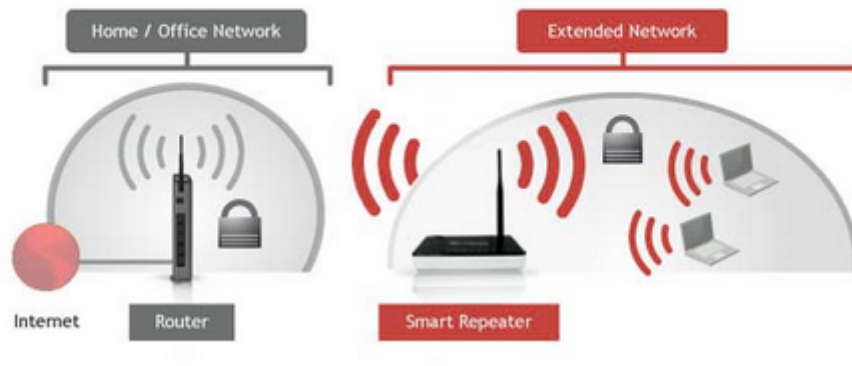 Home / Office Network
Extended Network
Internet
Router
Smart Repeater